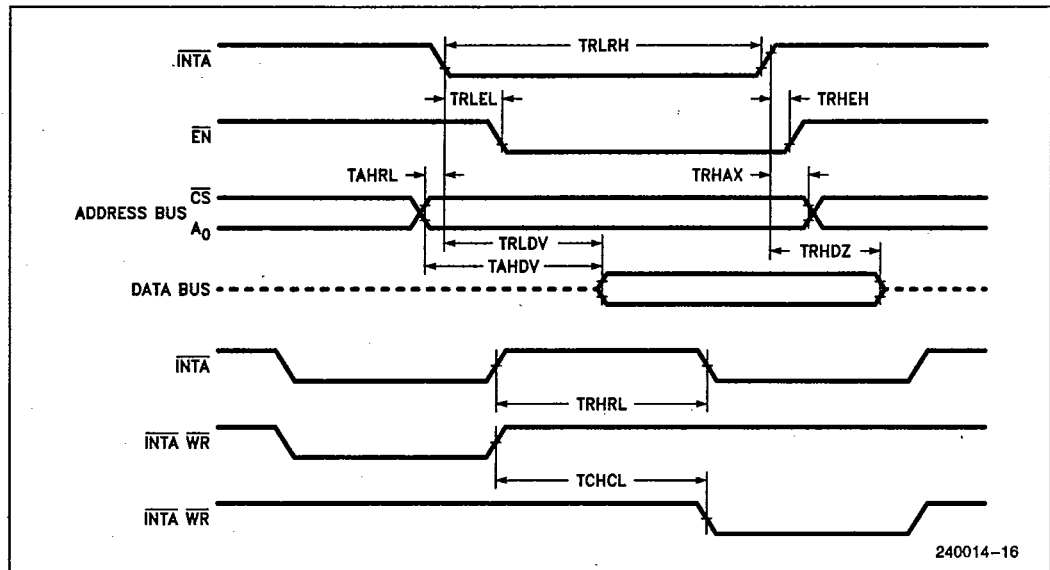 TRLRH
INTA
TRLEL
TRHEH
EN
TAHRL
TRHAX
CS
ADDRESS BUS
A0
TRLDV
TRHDZ
TAHDV
DATA BUS
INTA
TRHRL
INTA WR
TCHCL
INTA WR
240014-16